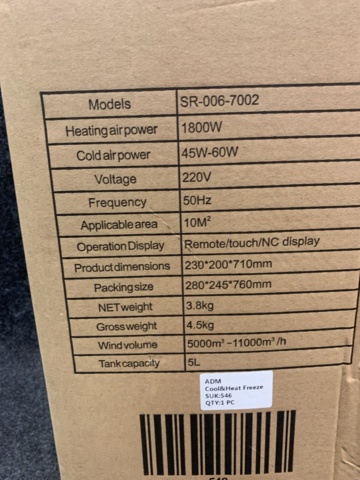 Models SR-006-7002
Heating air power 1800W
Cold air power 45W-60W
Voltage 220V
Frequency 50Hz
Applicable area 10M²
Operation Display Remote/touch/NC display
Product dimensions 230*200*710mm
Packing size 280*245*760mm
NET weight 3.8kg
Gross weight 4.5kg
Wind volume 5000m³-11000m³/h
Tank capacity 5L
ADM
Cool&Heat Freeze
SUK:546
QTY:1 PC